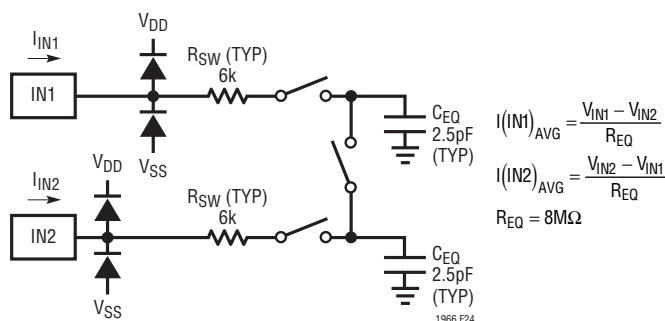 V_DD
I_IN1
R_SW (TYP)
6k
IN1
C_EQ
2.5pF
(TYP)
V_SS
V_DD
I_IN2
R_SW (TYP)
6k
IN2
C_EQ
2.5pF
(TYP)
V_SS
I(IN1)_AVG = (V_IN1 − V_IN2) / R_EQ
I(IN2)_AVG = (V_IN2 − V_IN1) / R_EQ
R_EQ = 8MΩ
1966 F24